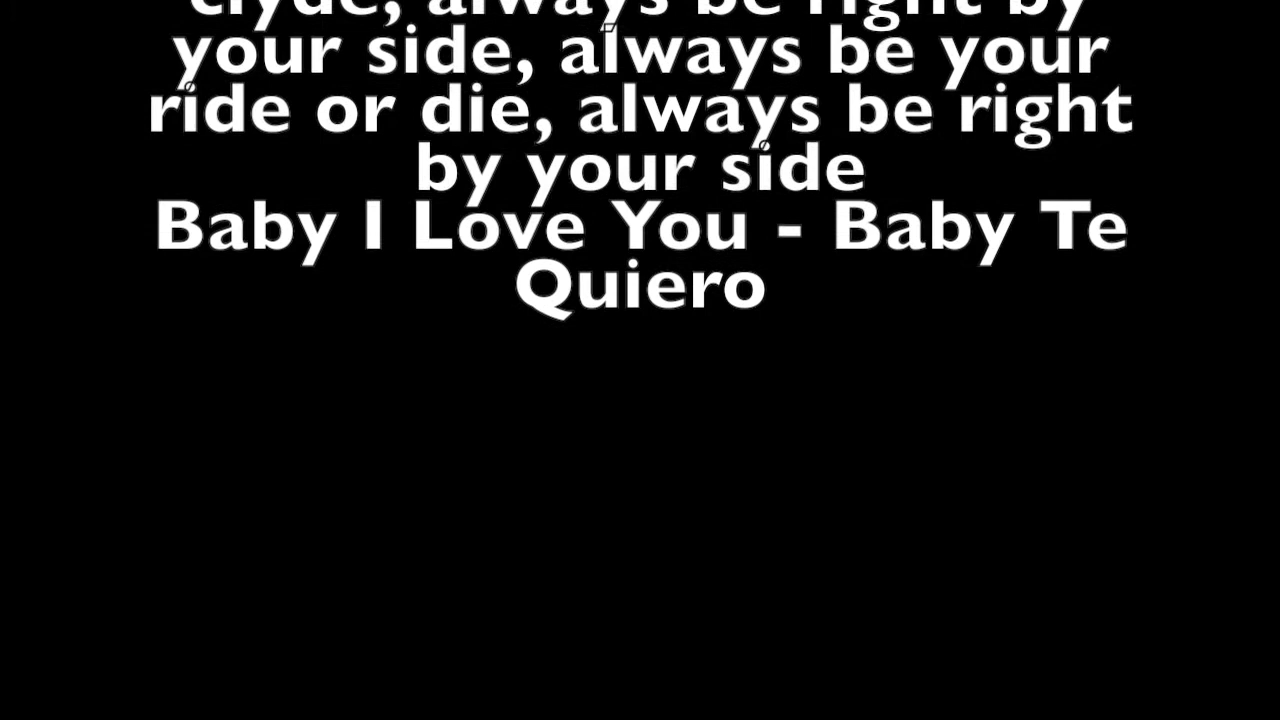 clyde, always be right by
your side, always be your
ride or die, always be right
by your side
Baby I Love You - Baby Te
Quiero